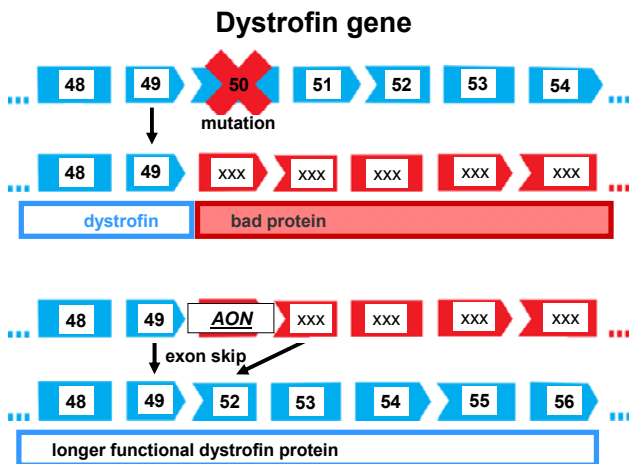 Dystrofin gene
... 48 49 50 51 52 53 54 ...
mutation
... 48 49 xxx xxx xxx xxx xxx ...
dystrofin bad protein
... 48 49 AON xxx xxx xxx xxx ...
exon skip
... 48 49 52 53 54 55 56 ...
longer functional dystrofin protein